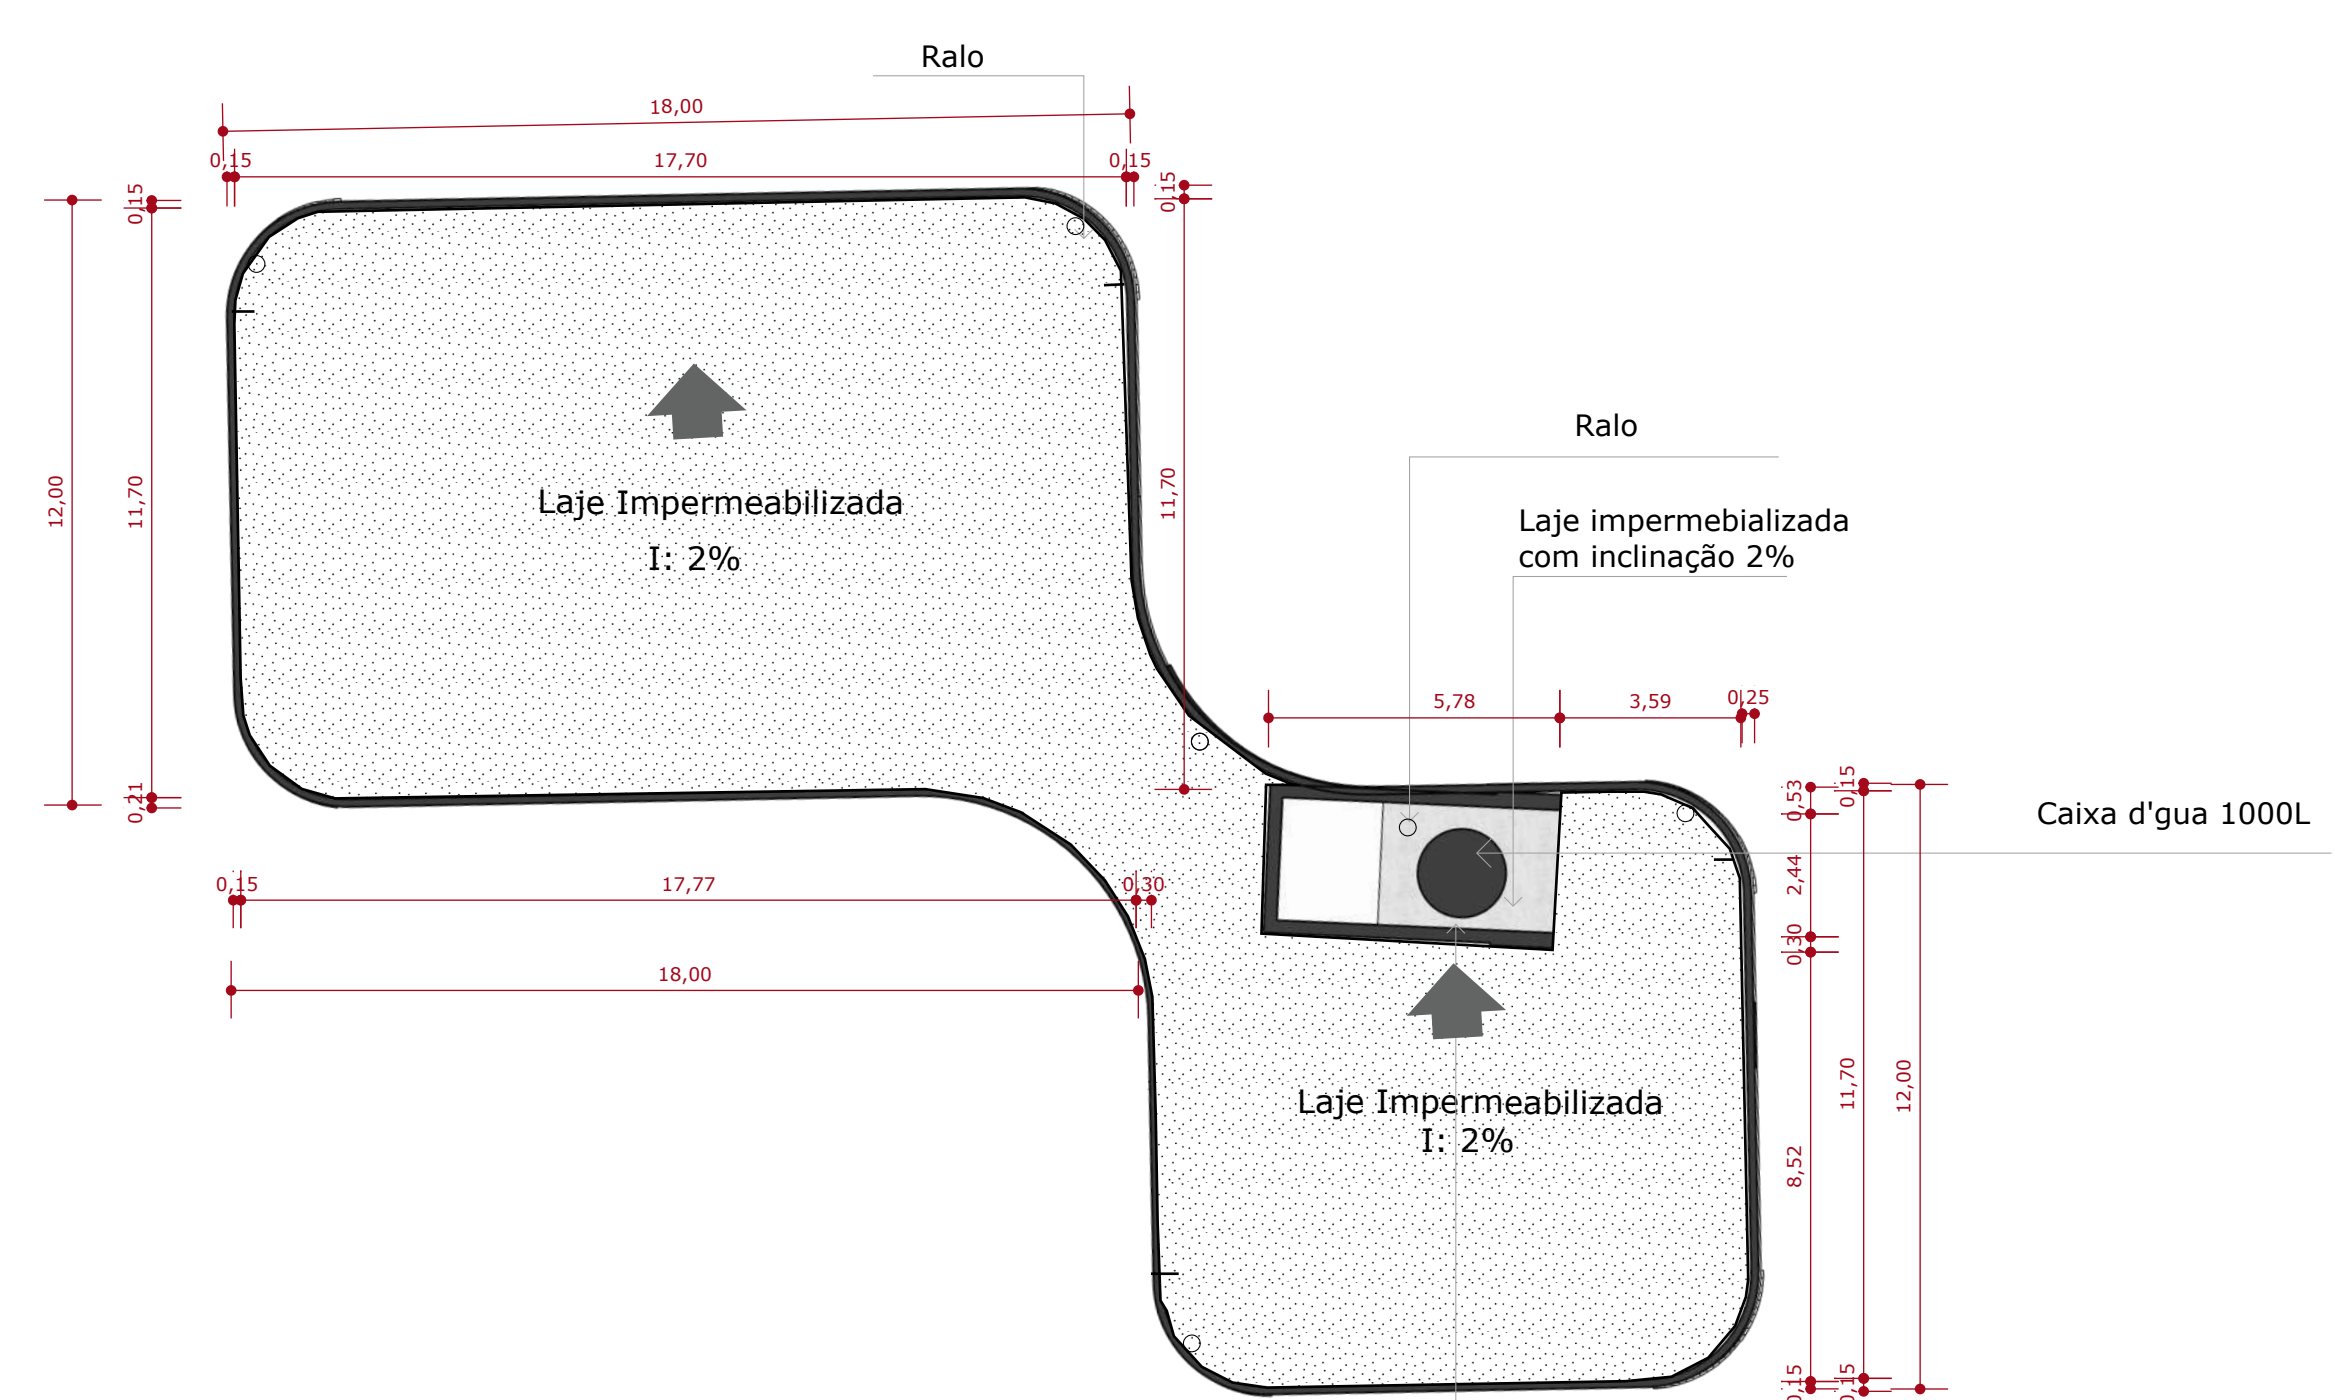 Ralo
18,00
0,15
17,70
0,15
0,15
0,15
12,00
11,70
11,70
0,21
Laje Impermeabilizada
I: 2%
Ralo
Laje impermebializada
com inclinação 2%
5,78
3,59
0,25
0,15
0,53
Caixa d'gua 1000L
2,44
0,30
0,15
17,77
0,30
18,00
Laje Impermeabilizada
I: 2%
11,70
12,00
8,52
0,15
0,15